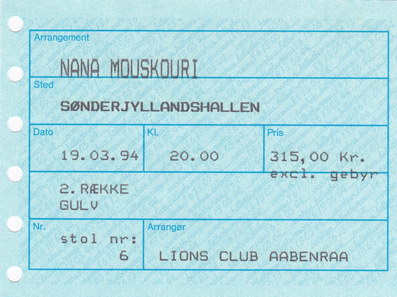 Arrangement
NANA MOUSKOURI
Sted
SØNDERJYLLANDSHALLEN
Dato Kl. Pris
19.03.94 20.00 315,00 Kr.
excl. gebyr
2. RÆKKE
GULV
Nr. Arrangør
stol nr:
6 LIONS CLUB AABENRAA